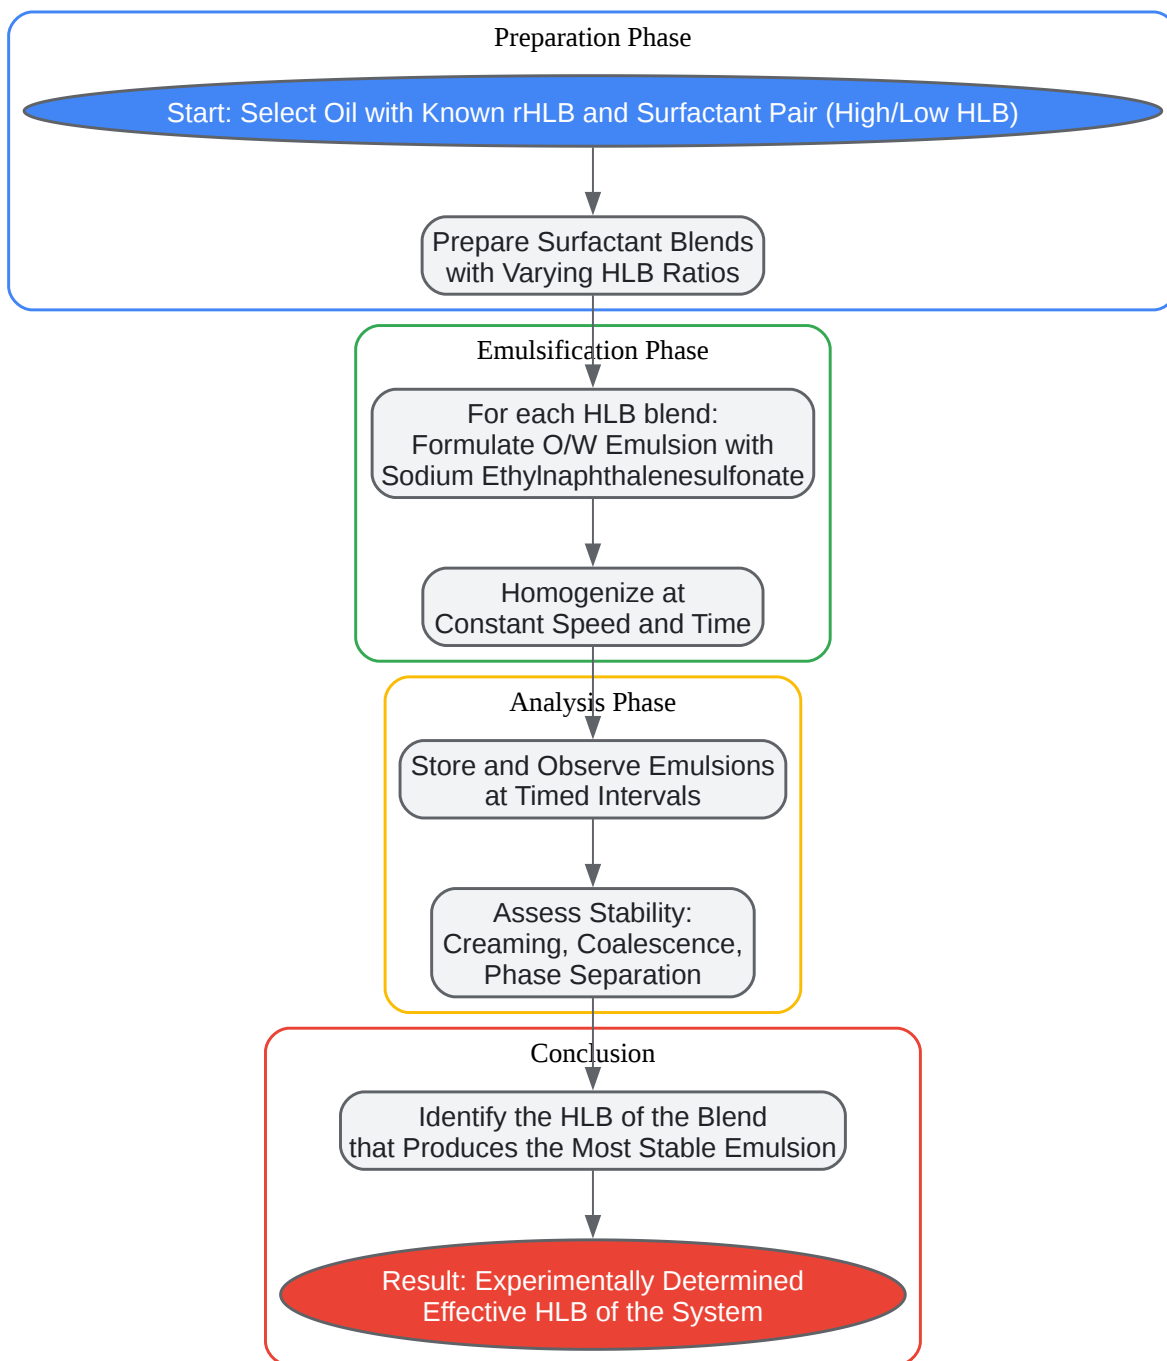 Preparation Phase
Start: Select Oil with Known rHLB and Surfactant Pair (High/Low HLB)
Prepare Surfactant Blends
with Varying HLB Ratios
Emulsification Phase
For each HLB blend:
Formulate O/W Emulsion with
Sodium Ethylnaphthalenesulfonate
Homogenize at
Constant Speed and Time
Analysis Phase
Store and Observe Emulsions
at Timed Intervals
Assess Stability:
Creaming, Coalescence,
Phase Separation
Conclusion
Identify the HLB of the Blend
that Produces the Most Stable Emulsion
Result: Experimentally Determined
Effective HLB of the System